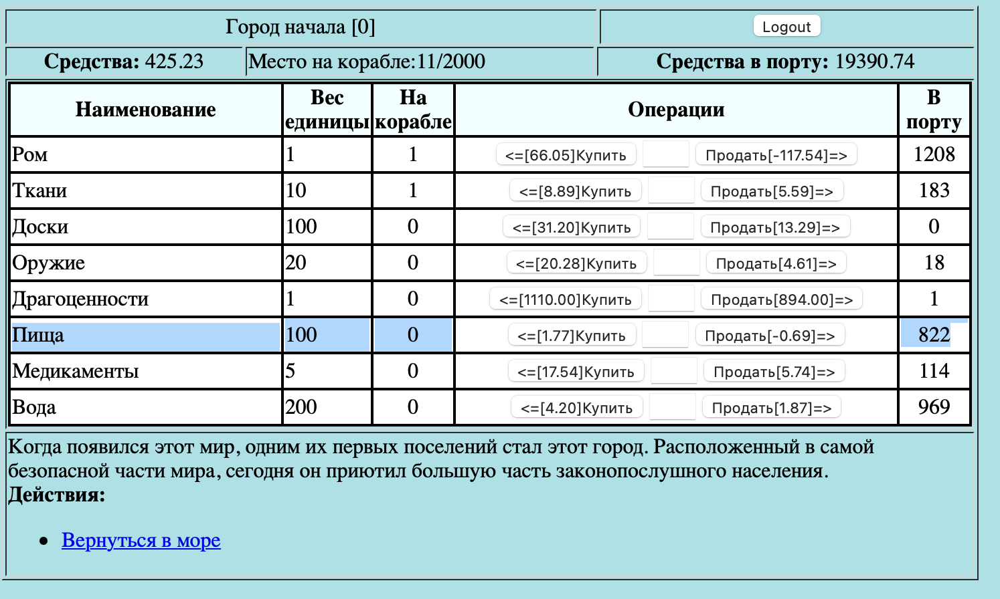 Город начала [0] Logout
Средства: 425.23 Место на корабле:11/2000 Средства в порту: 19390.74
Наименование Вес единицы На корабле Операции В порту
Ром 1 1 <=[66.05]Купить Продать[-117.54]=> 1208
Ткани 10 1 <=[8.89]Купить Продать[5.59]=> 183
Доски 100 0 <=[31.20]Купить Продать[13.29]=> 0
Оружие 20 0 <=[20.28]Купить Продать[4.61]=> 18
Драгоценности 1 0 <=[1110.00]Купить Продать[894.00]=> 1
Пища 100 0 <=[1.77]Купить Продать[-0.69]=> 822
Медикаменты 5 0 <=[17.54]Купить Продать[5.74]=> 114
Вода 200 0 <=[4.20]Купить Продать[1.87]=> 969
Когда появился этот мир, одним их первых поселений стал этот город. Расположенный в самой
безопасной части мира, сегодня он приютил большую часть законопослушного населения.
Действия:
• Вернуться в море